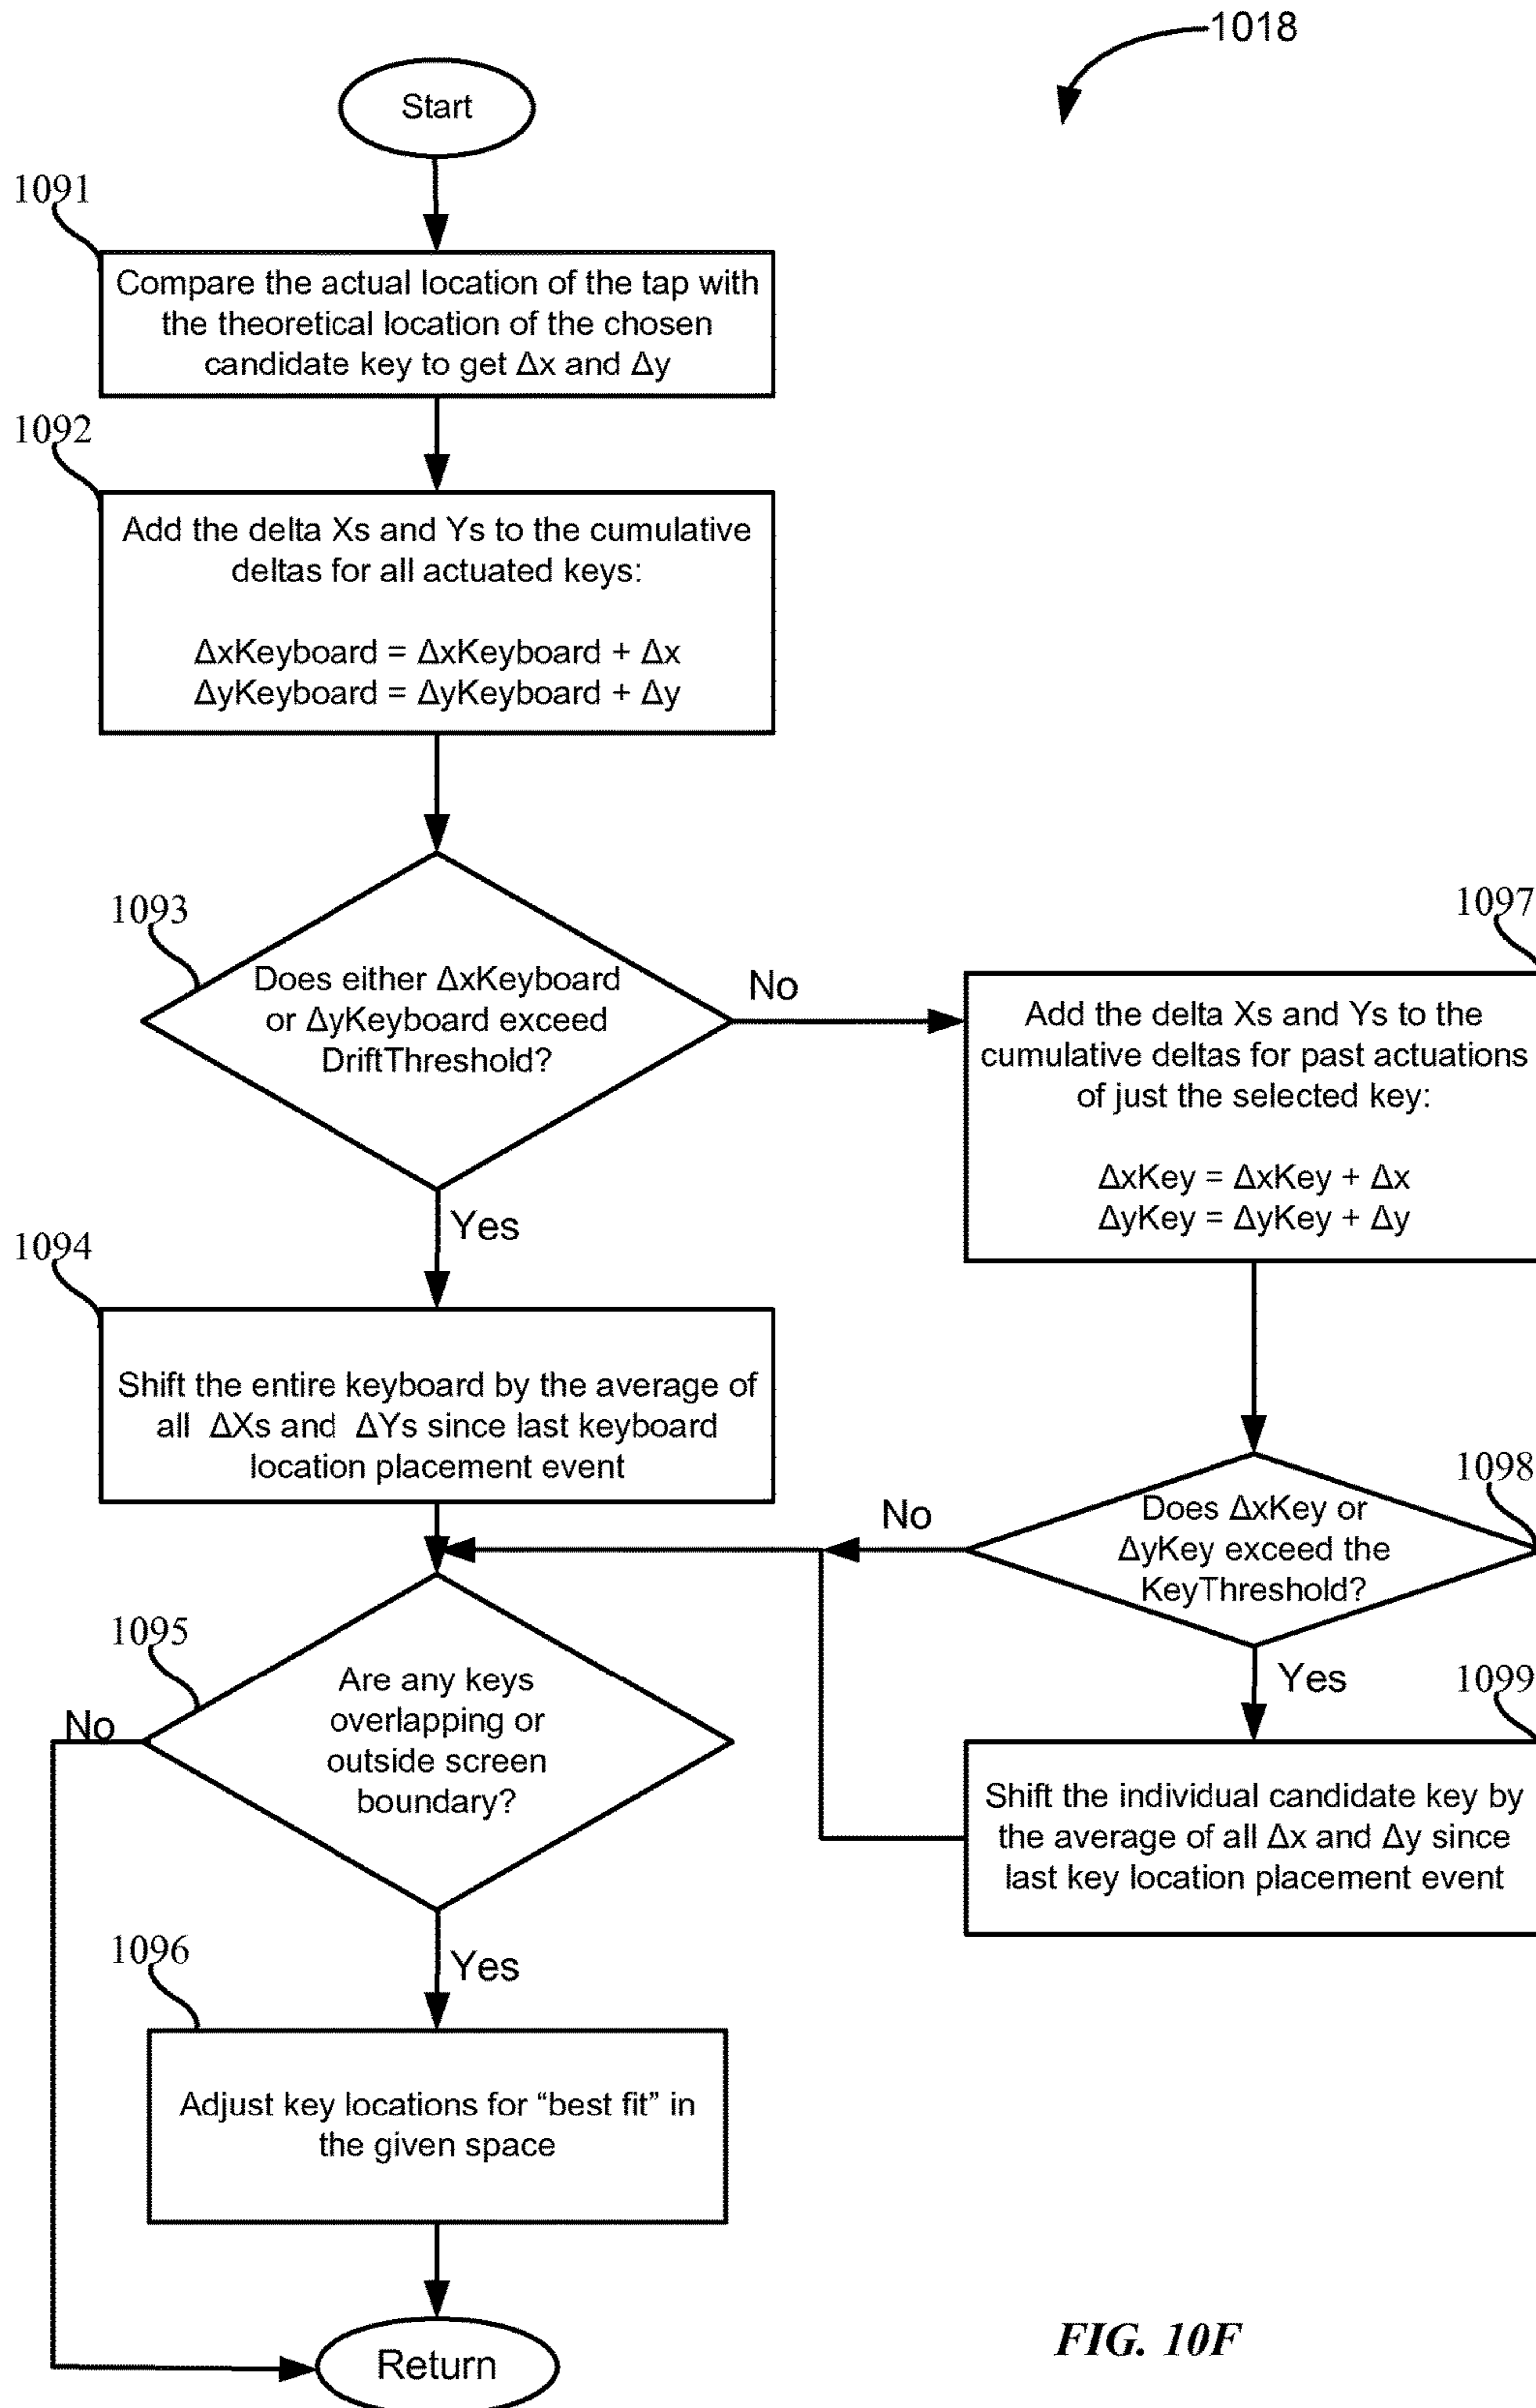 1018
Start
1091
Compare the actual location of the tap with
the theoretical location of the chosen
candidate key to get Δx and Δy
1092
Add the delta Xs and Ys to the cumulative
deltas for all actuated keys:
ΔxKeyboard = ΔxKeyboard + Δx
ΔyKeyboard = ΔyKeyboard + Δy
1093
Does either ΔxKeyboard
or ΔyKeyboard exceed
DriftThreshold?
No
Yes
1097
Add the delta Xs and Ys to the
cumulative deltas for past actuations
of just the selected key:
ΔxKey = ΔxKey + Δx
ΔyKey = ΔyKey + Δy
1094
Shift the entire keyboard by the average of
all ΔXs and ΔYs since last keyboard
location placement event
1098
Does ΔxKey or
ΔyKey exceed the
KeyThreshold?
No
Yes
1099
Shift the individual candidate key by
the average of all Δx and Δy since
last key location placement event
1095
Are any keys
overlapping or
outside screen
boundary?
No
Yes
1096
Adjust key locations for “best fit” in
the given space
Return
FIG. 10F